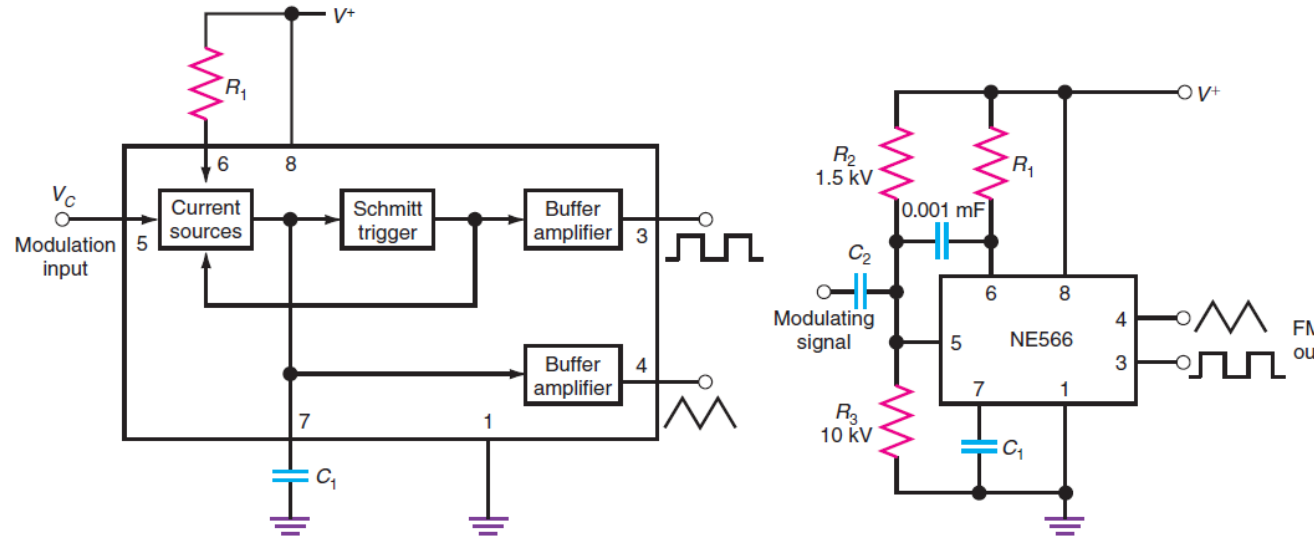 V+
R1
6
8
VC
Modulation
input
5
Current
sources
Schmitt
trigger
Buffer
amplifier
3
Buffer
amplifier
4
7
1
C1
V+
R2
1.5 kV
R1
0.001 mF
C2
Modulating
signal
6
8
5
NE566
4
3
FM
ou
7
1
R3
10 kV
C1